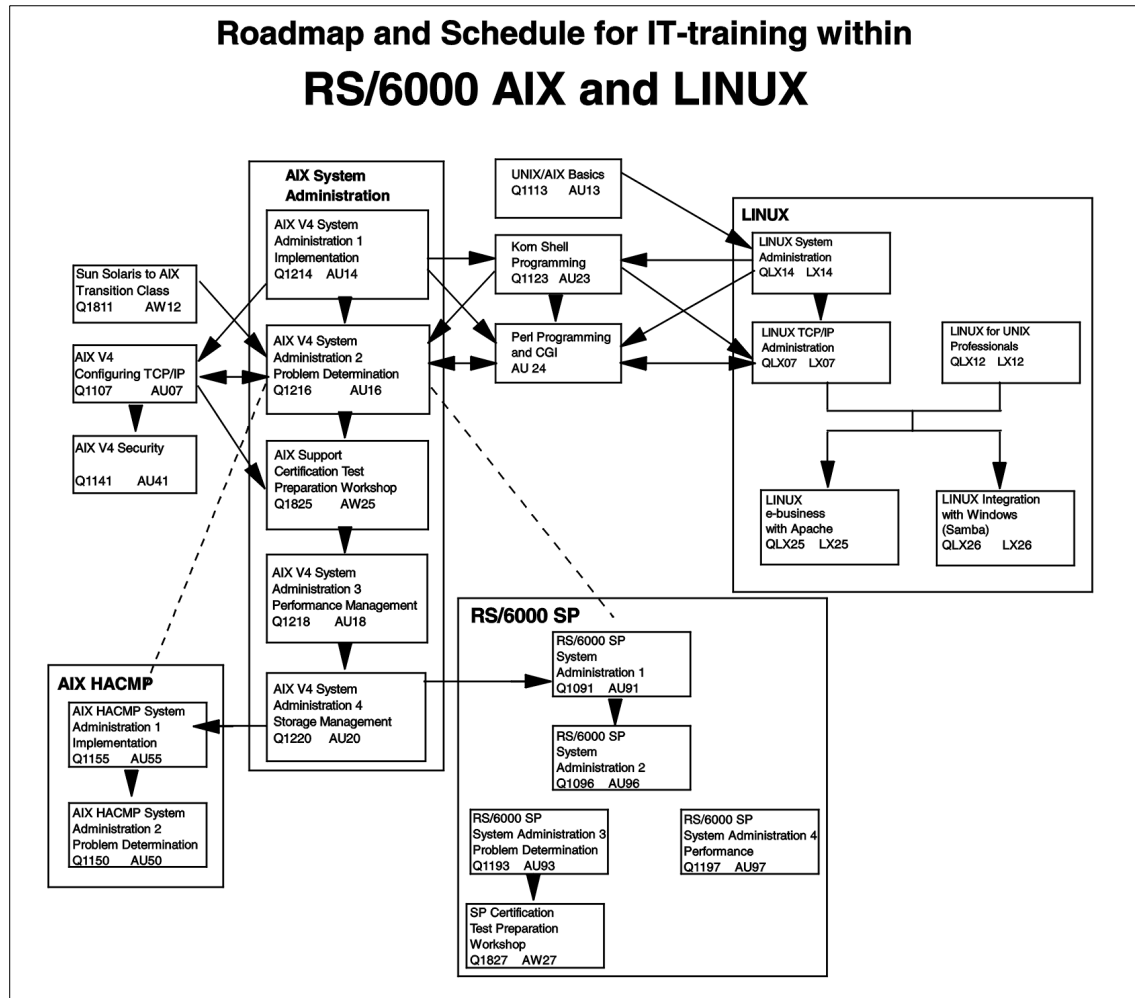 Roadmap and Schedule for IT-training within
RS/6000 AIX and LINUX
AIX System
Administration
AIX V4 System
Administration 1
Implementation
Q1214 AU14
AIX V4 System
Administration 2
Problem Determination
Q1216 AU16
AIX Support
Certification Test
Preparation Workshop
Q1825 AW25
AIX V4 System
Administration 3
Performance Management
Q1218 AU18
AIX V4 System
Administration 4
Storage Management
Q1220 AU20
Sun Solaris to AIX
Transition Class
Q1811 AW12
AIX V4
Configuring TCP/IP
Q1107 AU07
AIX V4 Security
Q1141 AU41
UNIX/AIX Basics
Q1113 AU13
Korn Shell
Programming
Q1123 AU23
Perl Programming
and CGI
AU 24
LINUX
LINUX System
Administration
QLX14 LX14
LINUX TCP/IP
Administration
QLX07 LX07
LINUX for UNIX
Professionals
QLX12 LX12
LINUX
e-business
with Apache
QLX25 LX25
LINUX Integration
with Windows
(Samba)
QLX26 LX26
AIX HACMP
AIX HACMP System
Administration 1
Implementation
Q1155 AU55
AIX HACMP System
Administration 2
Problem Determination
Q1150 AU50
RS/6000 SP
RS/6000 SP
System
Administration 1
Q1091 AU91
RS/6000 SP
System
Administration 2
Q1096 AU96
RS/6000 SP
System Administration 3
Problem Determination
Q1193 AU93
RS/6000 SP
System Administration 4
Performance
Q1197 AU97
SP Certification
Test Preparation
Workshop
Q1827 AW27